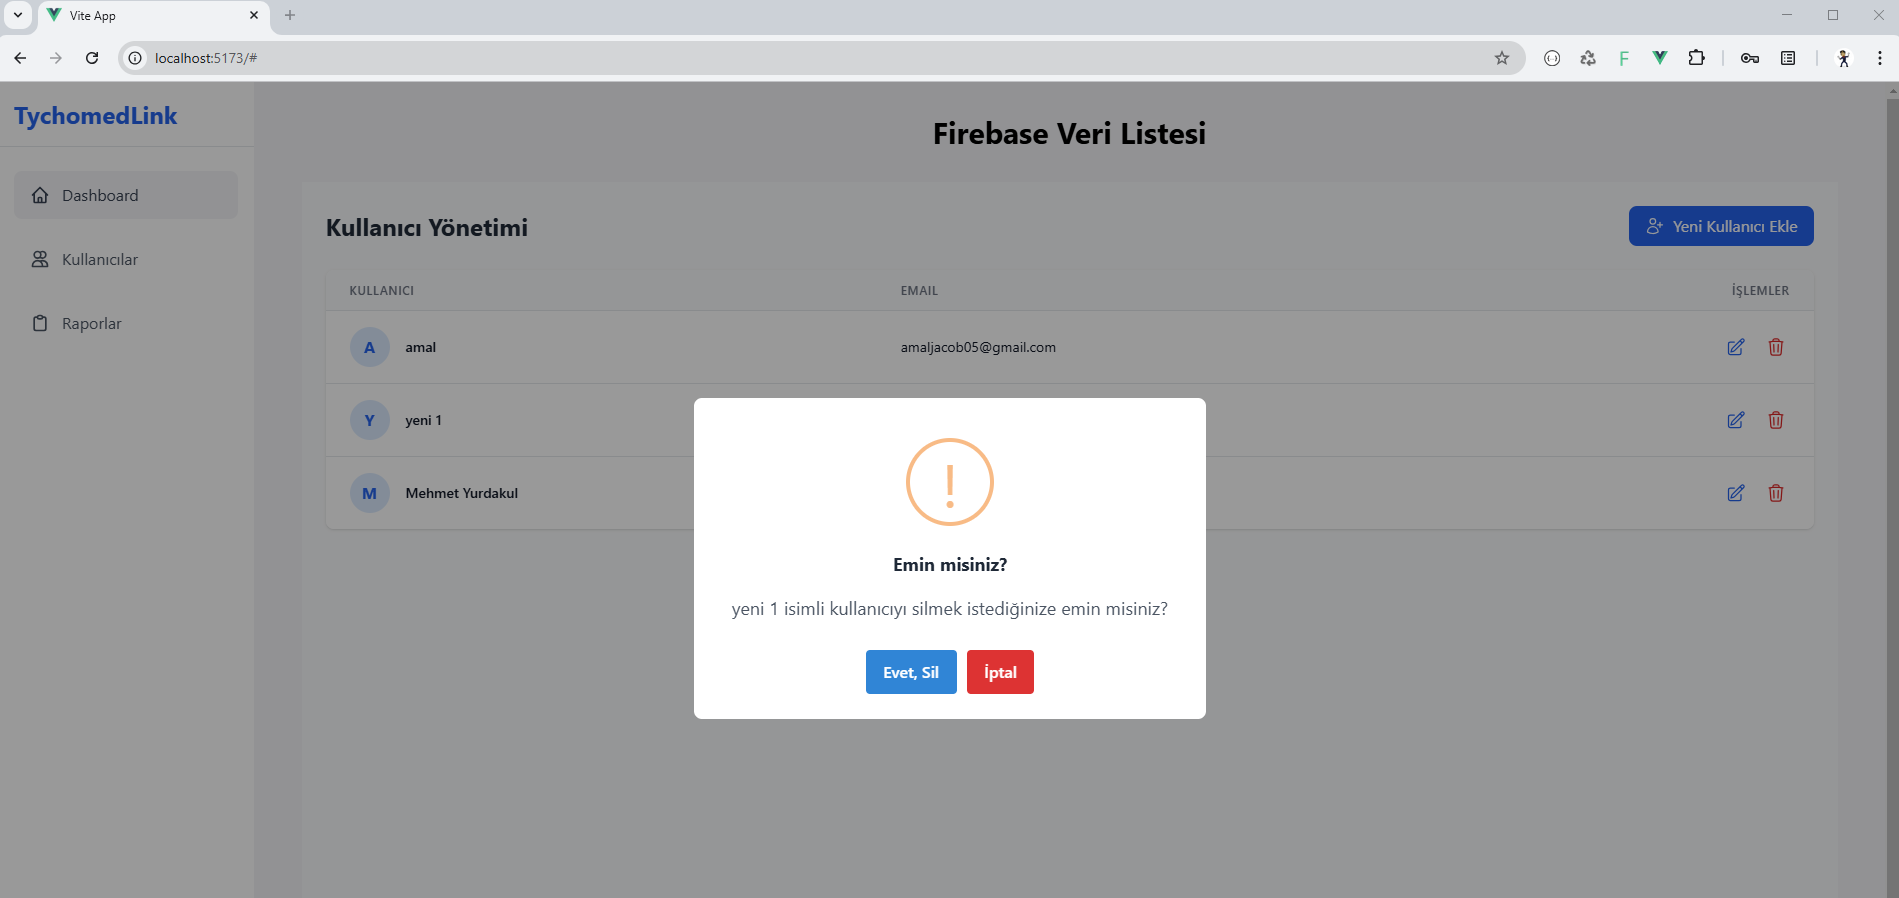 Vite App
localhost:5173/#
TychomedLink
Dashboard
Kullanıcılar
Raporlar
Firebase Veri Listesi
Kullanıcı Yönetimi
Yeni Kullanıcı Ekle
KULLANICI EMAIL İŞLEMLER
A amal amaljacob05@gmail.com
Y yeni 1
M Mehmet Yurdakul
Emin misiniz?
yeni 1 isimli kullanıcıyı silmek istediğinize emin misiniz?
Evet, Sil İptal